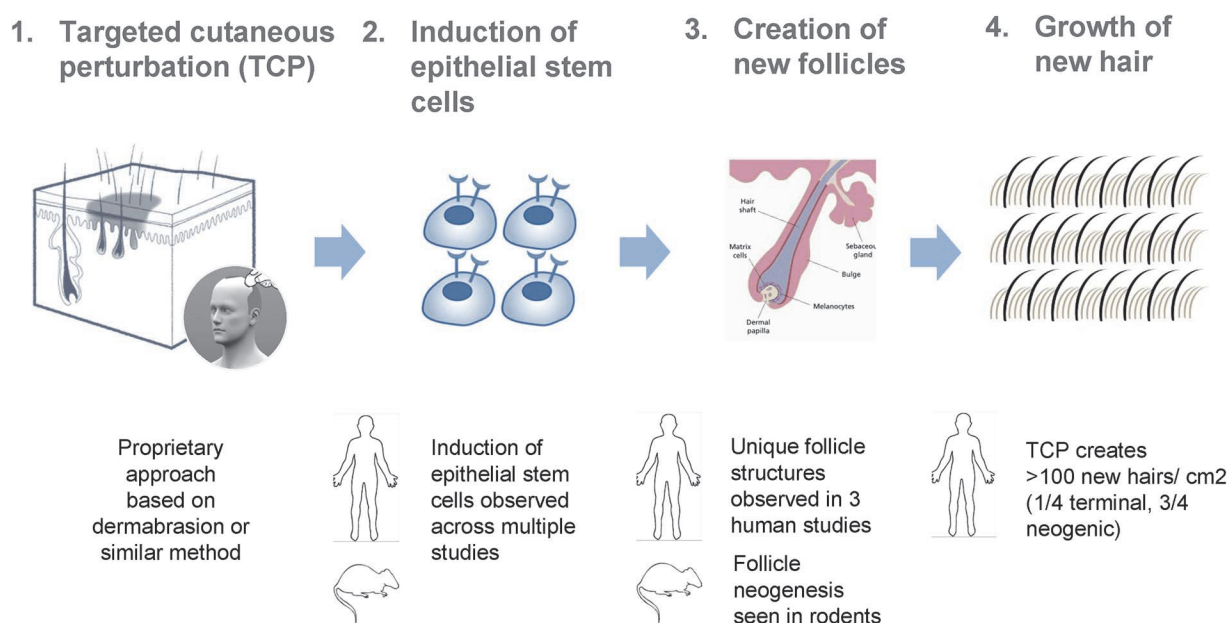 1. Targeted cutaneous
perturbation (TCP)
2. Induction of
epithelial stem
cells
3. Creation of
new follicles
4. Growth of
new hair
Hair
shaft
Matrix
cells
Sebaceou
gland
Bulge
Melanocytes
Dermal
papilla
Proprietary
approach
based on
dermabrasion or
similar method
Induction of
epithelial stem
cells observed
across multiple
studies
Unique follicle
structures
observed in 3
human studies
Follicle
neogenesis
seen in rodents
TCP creates
>100 new hairs/ cm2
(1/4 terminal, 3/4
neogenic)